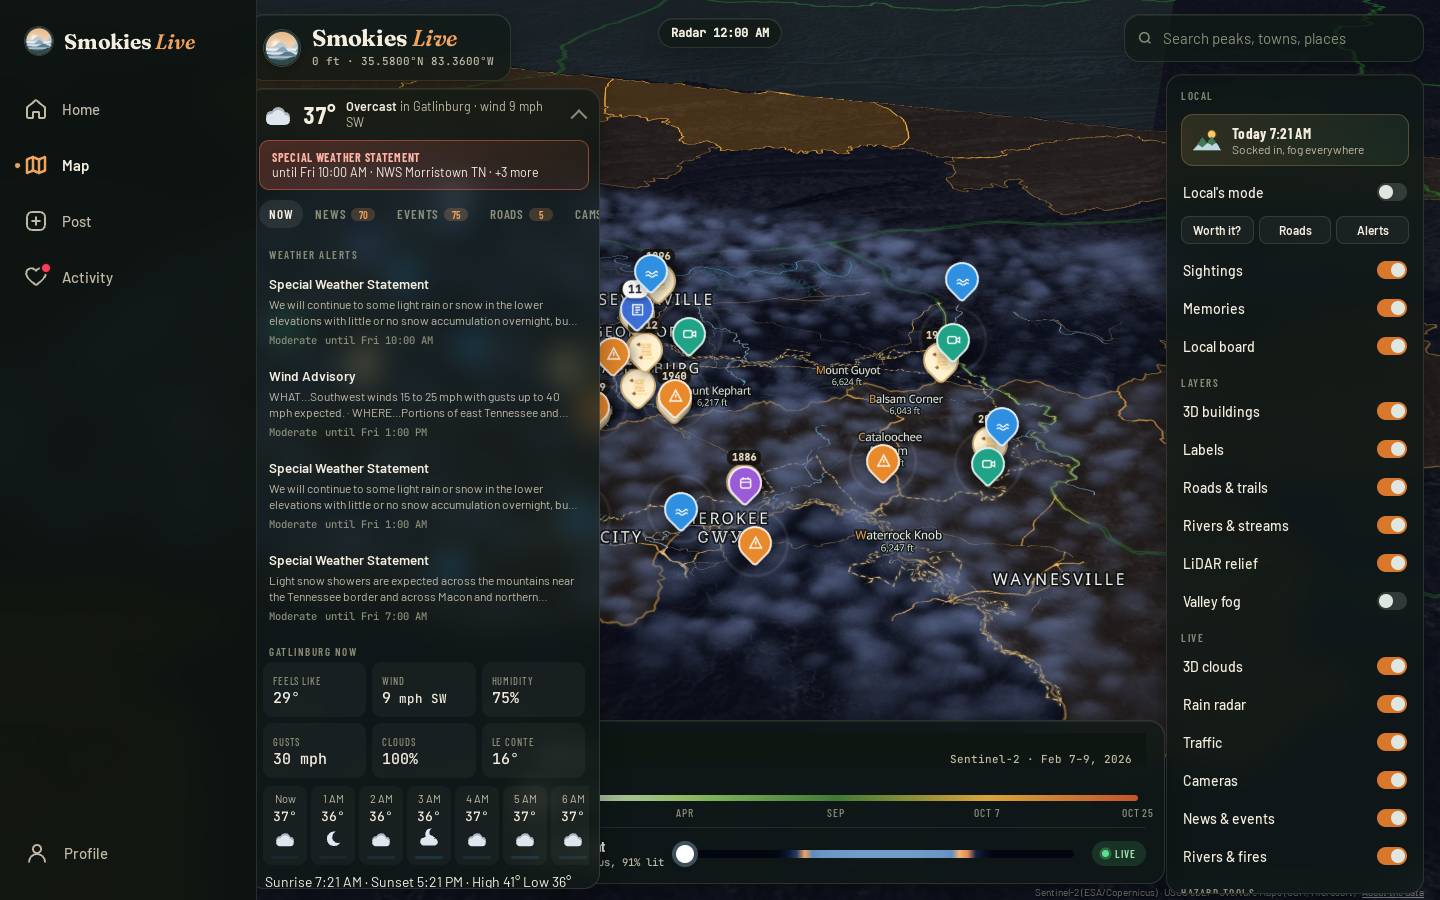 Smokies Live
Home
Map
Post
Activity
Profile
Smokies Live
0 ft · 35.5800°N 83.3600°W
Radar 12:00 AM
Search peaks, towns, places
37° Overcast in Gatlinburg · wind 9 mph
SW
SPECIAL WEATHER STATEMENT
until Fri 10:00 AM · NWS Morristown TN · +3 more
NOW NEWS 70 EVENTS 75 ROADS 5 CAMS
WEATHER ALERTS
Special Weather Statement
We will continue to some light rain or snow in the lower
elevations with little or no snow accumulation overnight, bu…
Moderate until Fri 10:00 AM
Wind Advisory
WHAT...Southwest winds 15 to 25 mph with gusts up to 40
mph expected. · WHERE...Portions of east Tennessee and…
Moderate until Fri 1:00 PM
Special Weather Statement
We will continue to some light rain or snow in the lower
elevations with little or no snow accumulation overnight, bu…
Moderate until Fri 1:00 AM
Special Weather Statement
Light snow showers are expected across the mountains near
the Tennessee border and across Macon and northern…
Moderate until Fri 7:00 AM
GATLINBURG NOW
FEELS LIKE
29°
WIND
9 mph SW
HUMIDITY
75%
GUSTS
30 mph
CLOUDS
100%
LE CONTE
16°
Now 1 AM 2 AM 3 AM 4 AM 5 AM 6 AM
37° 36° 36° 36° 37° 37° 37°
Sunrise 7:21 AM · Sunset 5:21 PM · High 41° Low 36°
11
12
1940
1886
Mount Guyot
6,624 ft
6,217 ft
Balsam Corner
6,043 ft
Cataloochee
CITY
Waterrock Knob
6,247 ft
WAYNESVILLE
Sentinel-2 · Feb 7–9, 2026
APR SEP OCT 7 OCT 25
91% lit
LIVE
LOCAL
Today 7:21 AM
Socked in, fog everywhere
Local's mode
Worth it? Roads Alerts
Sightings
Memories
Local board
LAYERS
3D buildings
Labels
Roads & trails
Rivers & streams
LiDAR relief
Valley fog
LIVE
3D clouds
Rain radar
Traffic
Cameras
News & events
Rivers & fires
HAZARD TOOLS
Sentinel-2 (ESA/Copernicus)
About the data